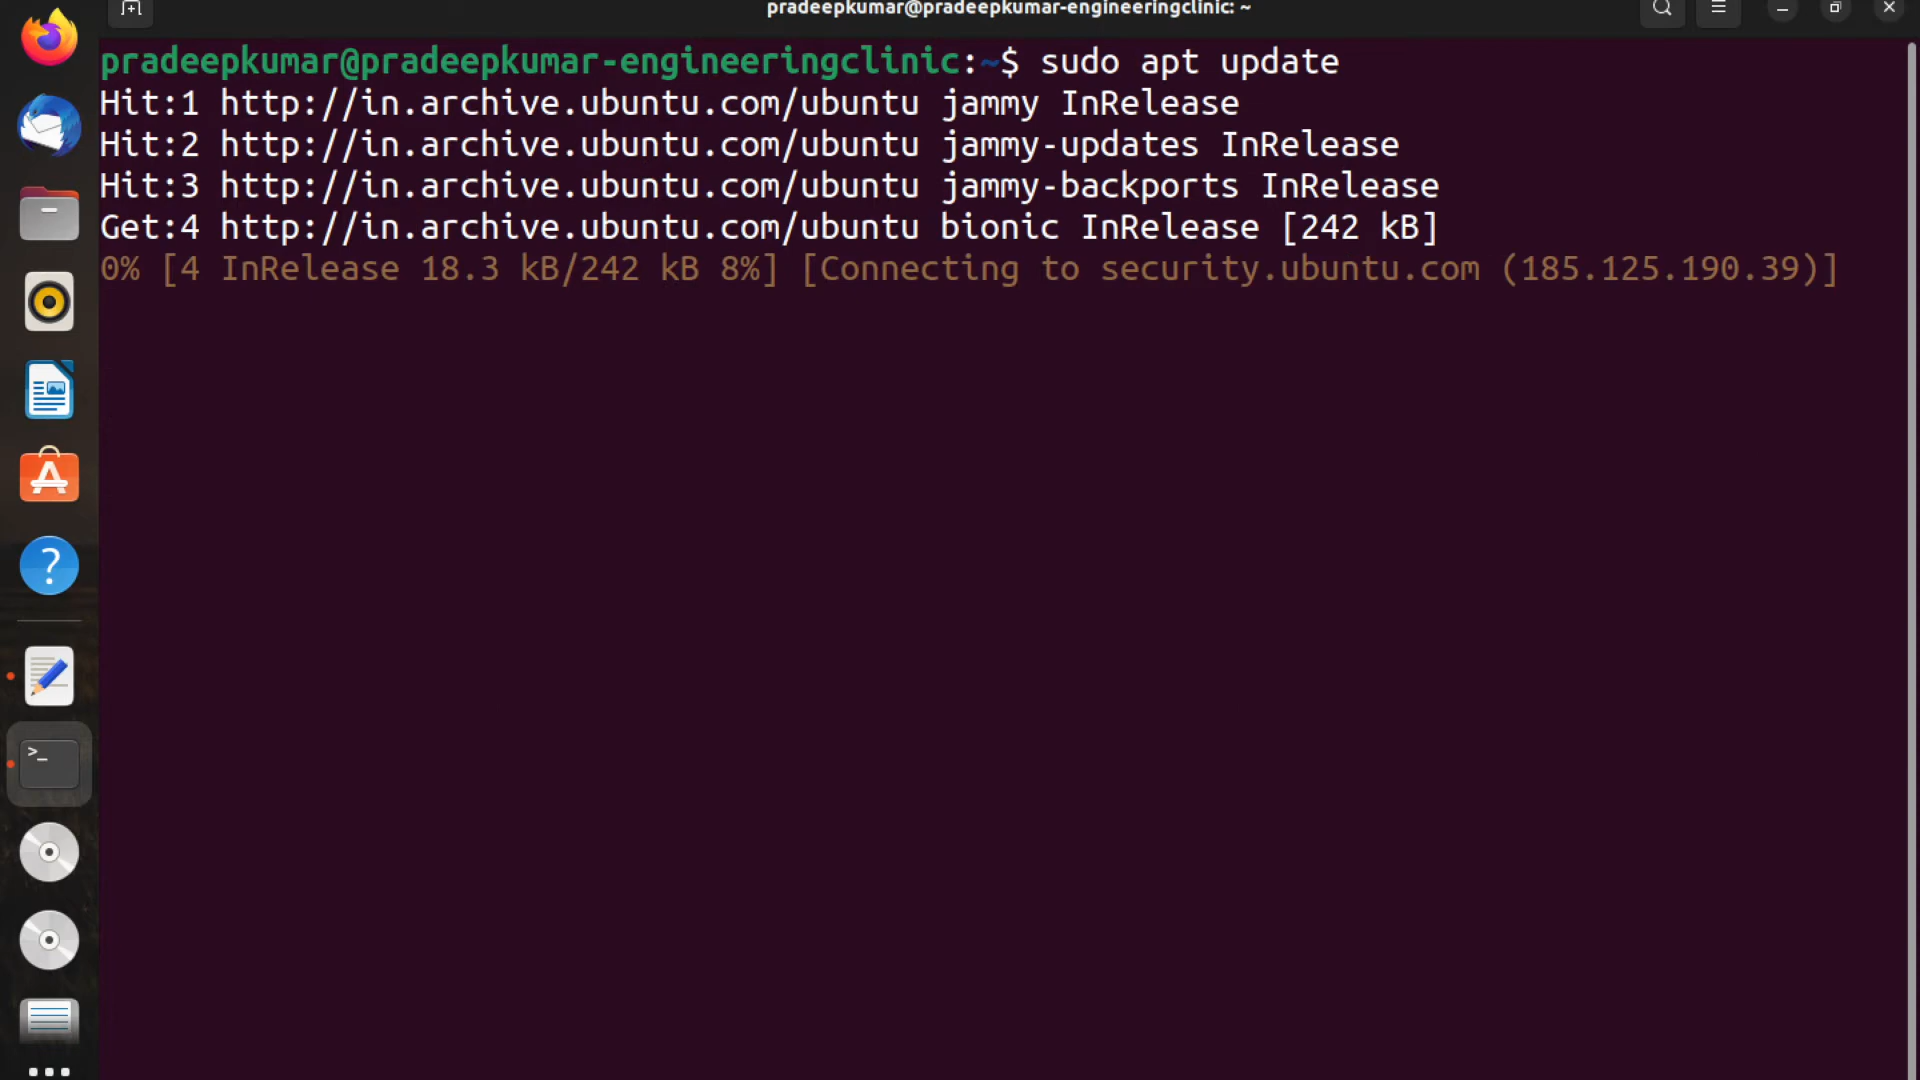 pradeepkumar@pradeepkumar-engineeringclinic: ~
pradeepkumar@pradeepkumar-engineeringclinic:~$ sudo apt update
Hit:1 http://in.archive.ubuntu.com/ubuntu jammy InRelease
Hit:2 http://in.archive.ubuntu.com/ubuntu jammy-updates InRelease
Hit:3 http://in.archive.ubuntu.com/ubuntu jammy-backports InRelease
Get:4 http://in.archive.ubuntu.com/ubuntu bionic InRelease [242 kB]
0% [4 InRelease 18.3 kB/242 kB 8%] [Connecting to security.ubuntu.com (185.125.190.39)]